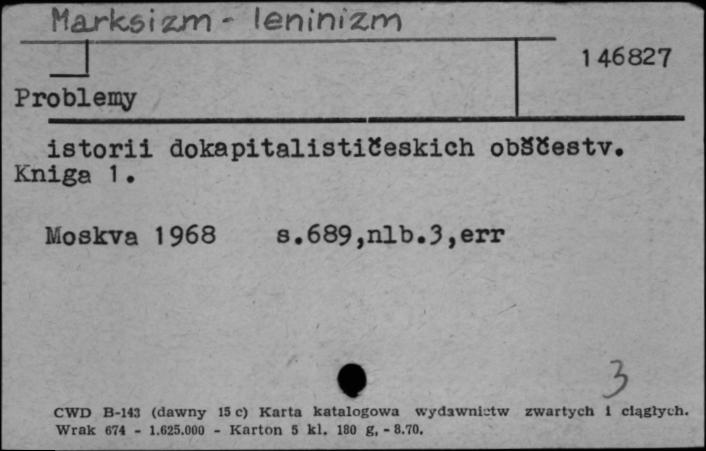 Marksizm - leninizm
146827
Problemy
istorii dokapitalističeskich obščestv.
Kniga 1.
Moskva 1968 s.689,nlb.3,err
3
CWD B-143 (dawny 15 c) Karta katalogowa wydawnictw zwartych i ciągłych.
Wrak 674 - 1.625.000 - Karton 5 kl. 180 g. - 8.70.